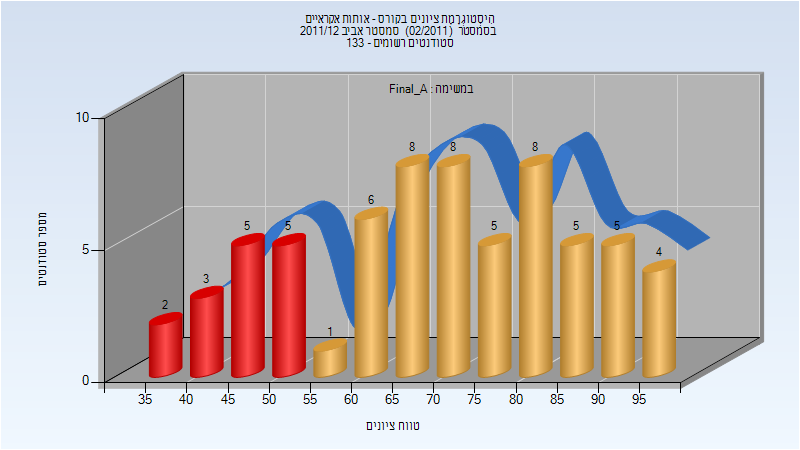 היסטוגרמת ציונים בקורס - אותות אקראיים
בסמסטר (02/2011) סמסטר אביב 2011/12
סטודנטים רשומים - 133
במשימה : Final_A
10
5
0
מספר סטודנטים
2
3
5
5
1
6
8
8
5
8
5
5
4
35 40 45 50 55 60 65 70 75 80 85 90 95
טווח ציונים